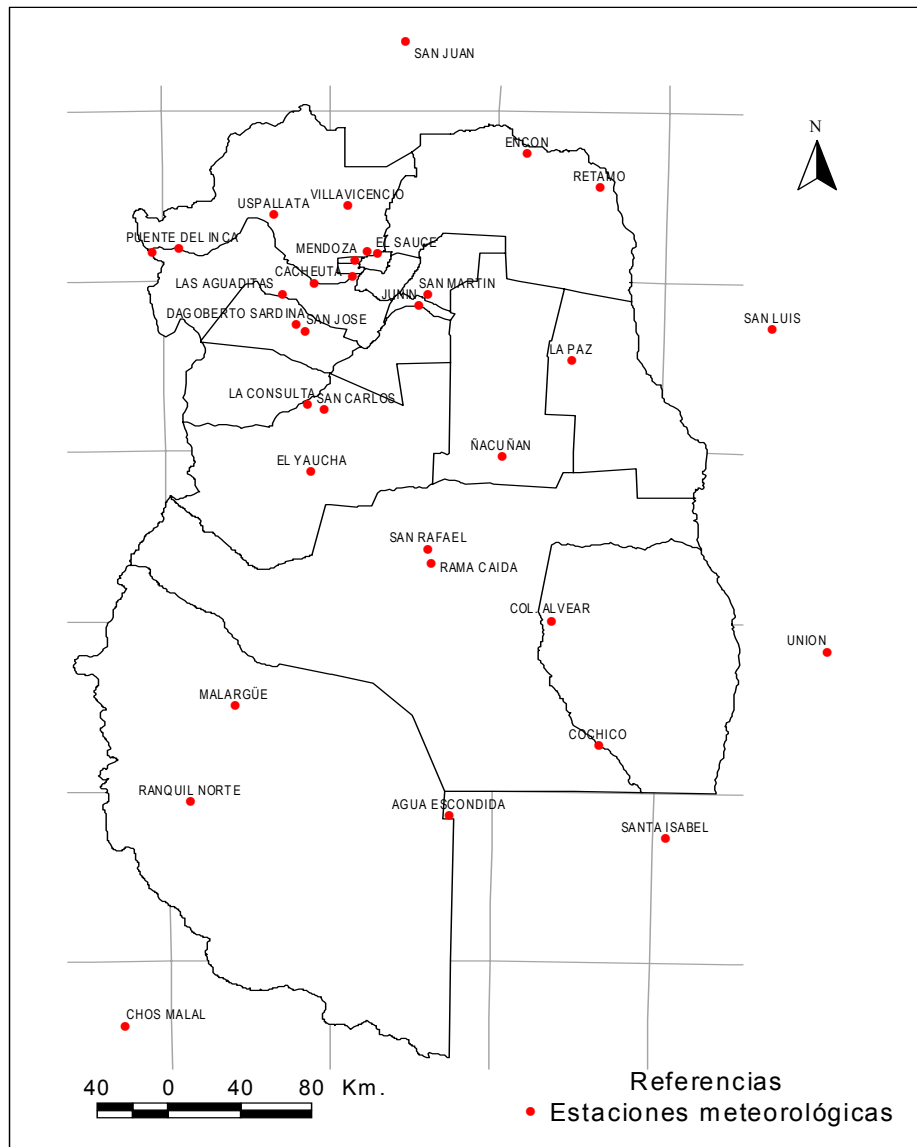 SAN JUAN
N
ENCON
RETAMO
VILLAVICENCIO
USPALLATA
PUENTE DEL INCA
MENDOZA
EL SAUCE
CACHEUTA
LAS AGUADITAS
SAN MARTIN
JUNIN
DAGOBERTO SARDINA
SAN JOSE
SAN LUIS
LA PAZ
LA CONSULTA
SAN CARLOS
ÑACUÑAN
EL YAUCHA
SAN RAFAEL
RAMA CAIDA
COL. ALVEAR
UNION
MALARGÜE
COCHICO
RANQUIL NORTE
AGUA ESCONDIDA
SANTA ISABEL
CHOS MALAL
40 0 40 80 Km.
Referencias
Estaciones meteorológicas